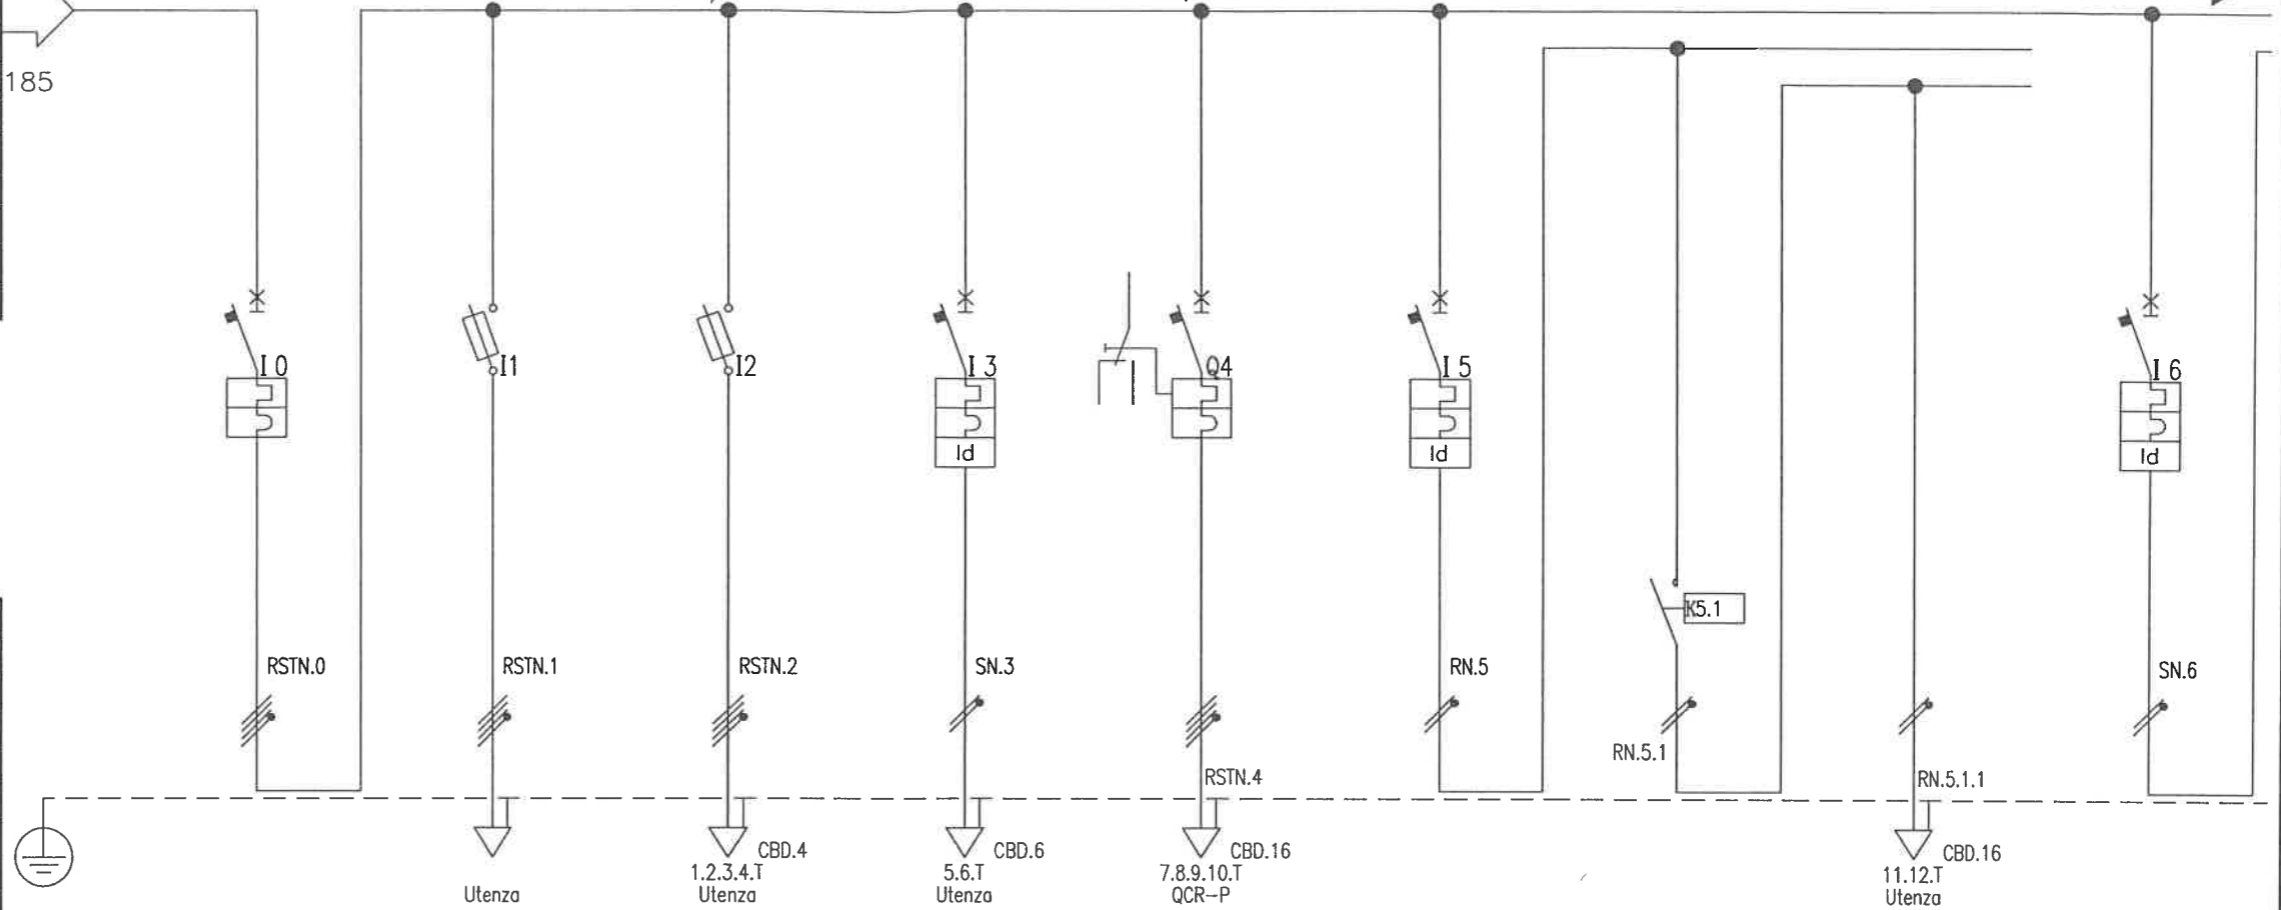 185
I 0
I1
I2
I 3
Q4
I 5
I 6
Id
Id
Id
K5.1
RSTN.0
RSTN.1
RSTN.2
SN.3
RN.5
SN.6
RN.5.1
RSTN.4
RN.5.1.1
CBD.4
CBD.6
CBD.16
CBD.16
1.2.3.4.T
5.6.T
7.8.9.10.T
11.12.T
Utenza
Utenza
Utenza
QCR-P
Utenza